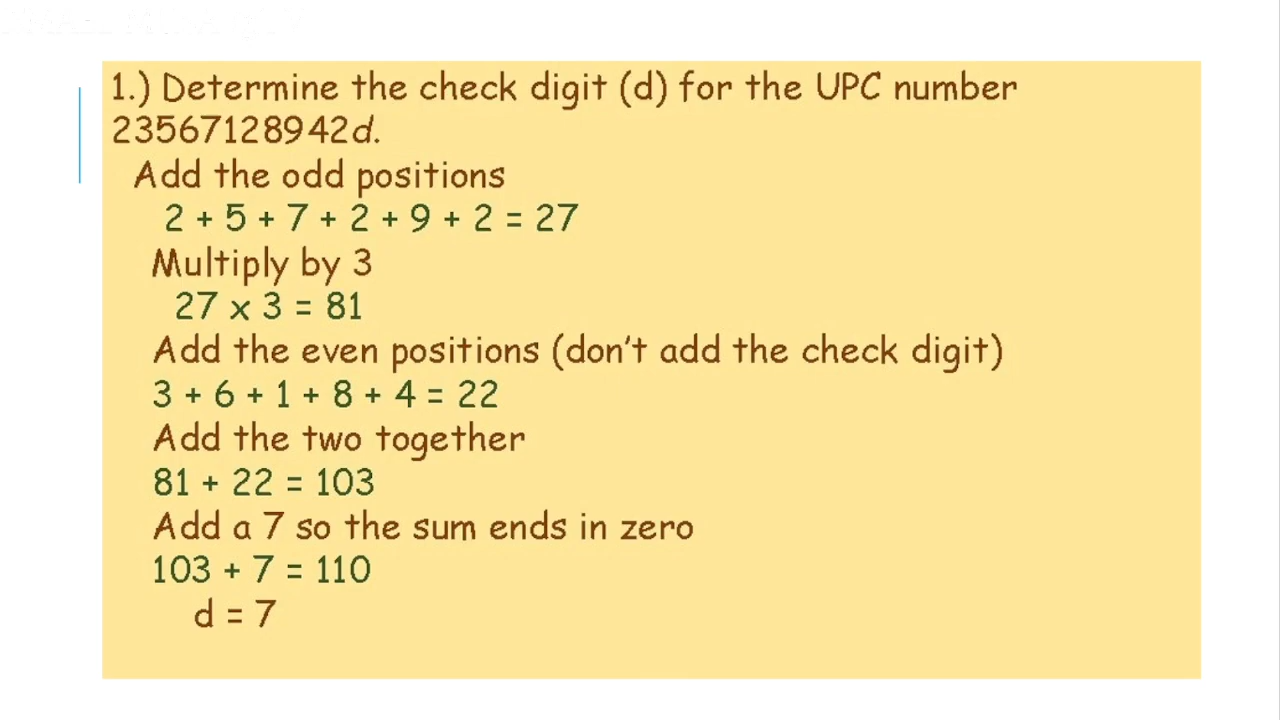 1.) Determine the check digit (d) for the UPC number
23567128942d.
Add the odd positions
2 + 5 + 7 + 2 + 9 + 2 = 27
Multiply by 3
27 x 3 = 81
Add the even positions (don't add the check digit)
3 + 6 + 1 + 8 + 4 = 22
Add the two together
81 + 22 = 103
Add a 7 so the sum ends in zero
103 + 7 = 110
d = 7